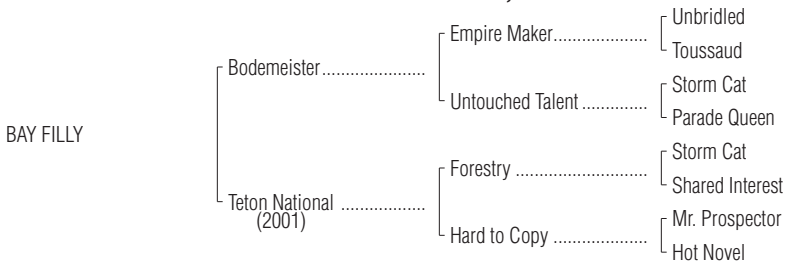 Unbridled
Empire Maker.....................
Toussaud
Bodemeister.......................
Storm Cat
Untouched Talent ..............
Parade Queen
BAY FILLY
Storm Cat
Forestry .............................
Shared Interest
Teton National ..................
(2001)
Mr. Prospector
Hard to Copy .....................
Hot Novel